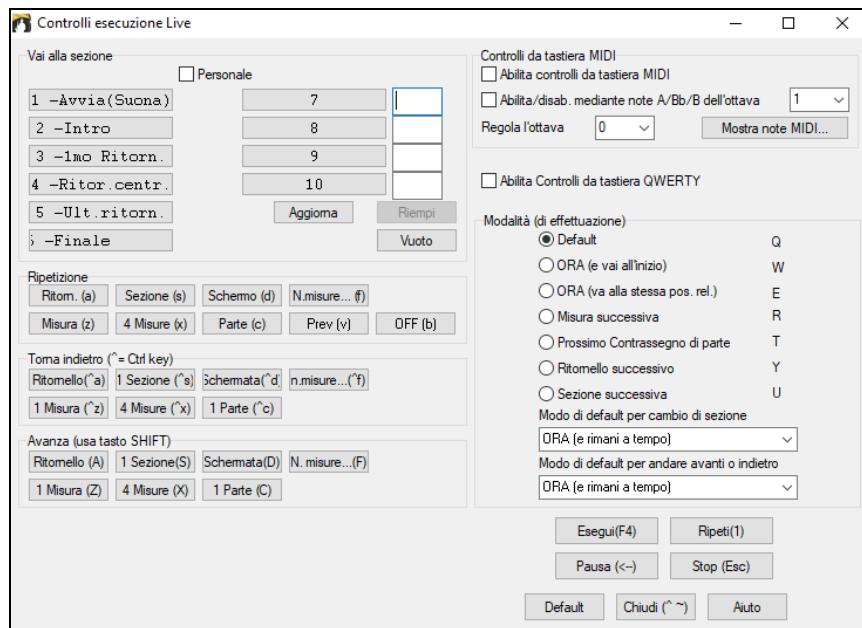 Controlli esecuzione Live
Vai alla sezione
Personale
1 -Avvia(Suona) 7
2 -Intro 8
3 -1mo Ritorn. 9
4 -Ritor.centr. 10
5 -Ult.ritorn. Aggiorna Riempi
-Finale Vuoto
Ripetizione
Ritorn. (a) Sezione (s) Schermo (d) N.misure... (f)
Misura (z) 4 Misure (x) Parte (c) Prev (v) OFF (b)
Torna indietro (^= Ctrl key)
Ritornello(^a) 1 Sezione (^s) Schermata(^d) n.misure...(^f)
1 Misura (^z) 4 Misure (^x) 1 Parte (^c)
Avanza (usa tasto SHIFT)
Ritornello (A) 1 Sezione(S) Schermata(D) N. misure...(F)
1 Misura (Z) 4 Misure (X) 1 Parte (C)
Controlli da tastiera MIDI
Abilita controlli da tastiera MIDI
Abilita/disab. mediante note A/Bb/B dell'ottava 1
Regola l'ottava 0 Mostra note MIDI...
Abilita Controlli da tastiera QWERTY
Modalità (di effettuazione)
Default Q
ORA (e vai all'inizio) W
ORA (va alla stessa pos. rel.) E
Misura successiva R
Prossimo Contrassegno di parte T
Ritornello successivo Y
Sezione successiva U
Modo di default per cambio di sezione
ORA (e rimani a tempo)
Modo di default per andare avanti o indietro
ORA (e rimani a tempo)
Esegui(F4) Ripeti(1)
Pausa (<--) Stop (Esc)
Default Chiudi (^ ~) Aiuto